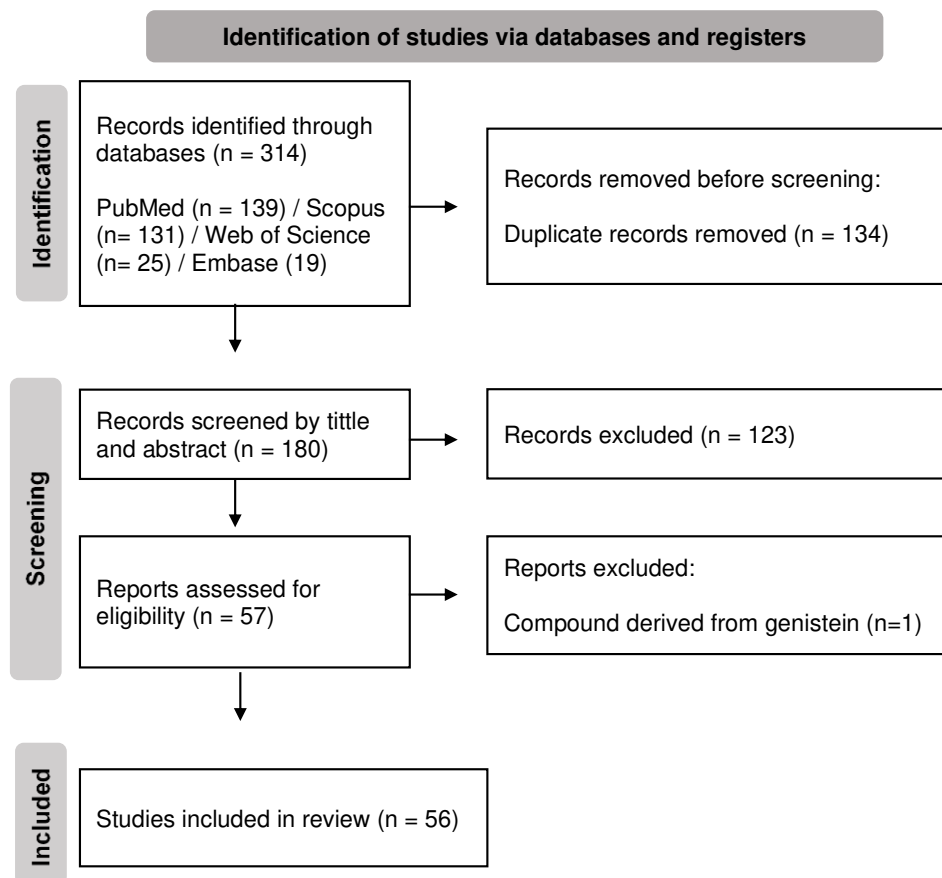 Identification of studies via databases and registers
Identification
Records identified through
databases (n = 314)
PubMed (n = 139) / Scopus
(n= 131) / Web of Science
(n= 25) / Embase (19)
Records removed before screening:
Duplicate records removed (n = 134)
Screening
Records screened by tittle
and abstract (n = 180)
Records excluded (n = 123)
Reports assessed for
eligibility (n = 57)
Reports excluded:
Compound derived from genistein (n=1)
Included
Studies included in review (n = 56)